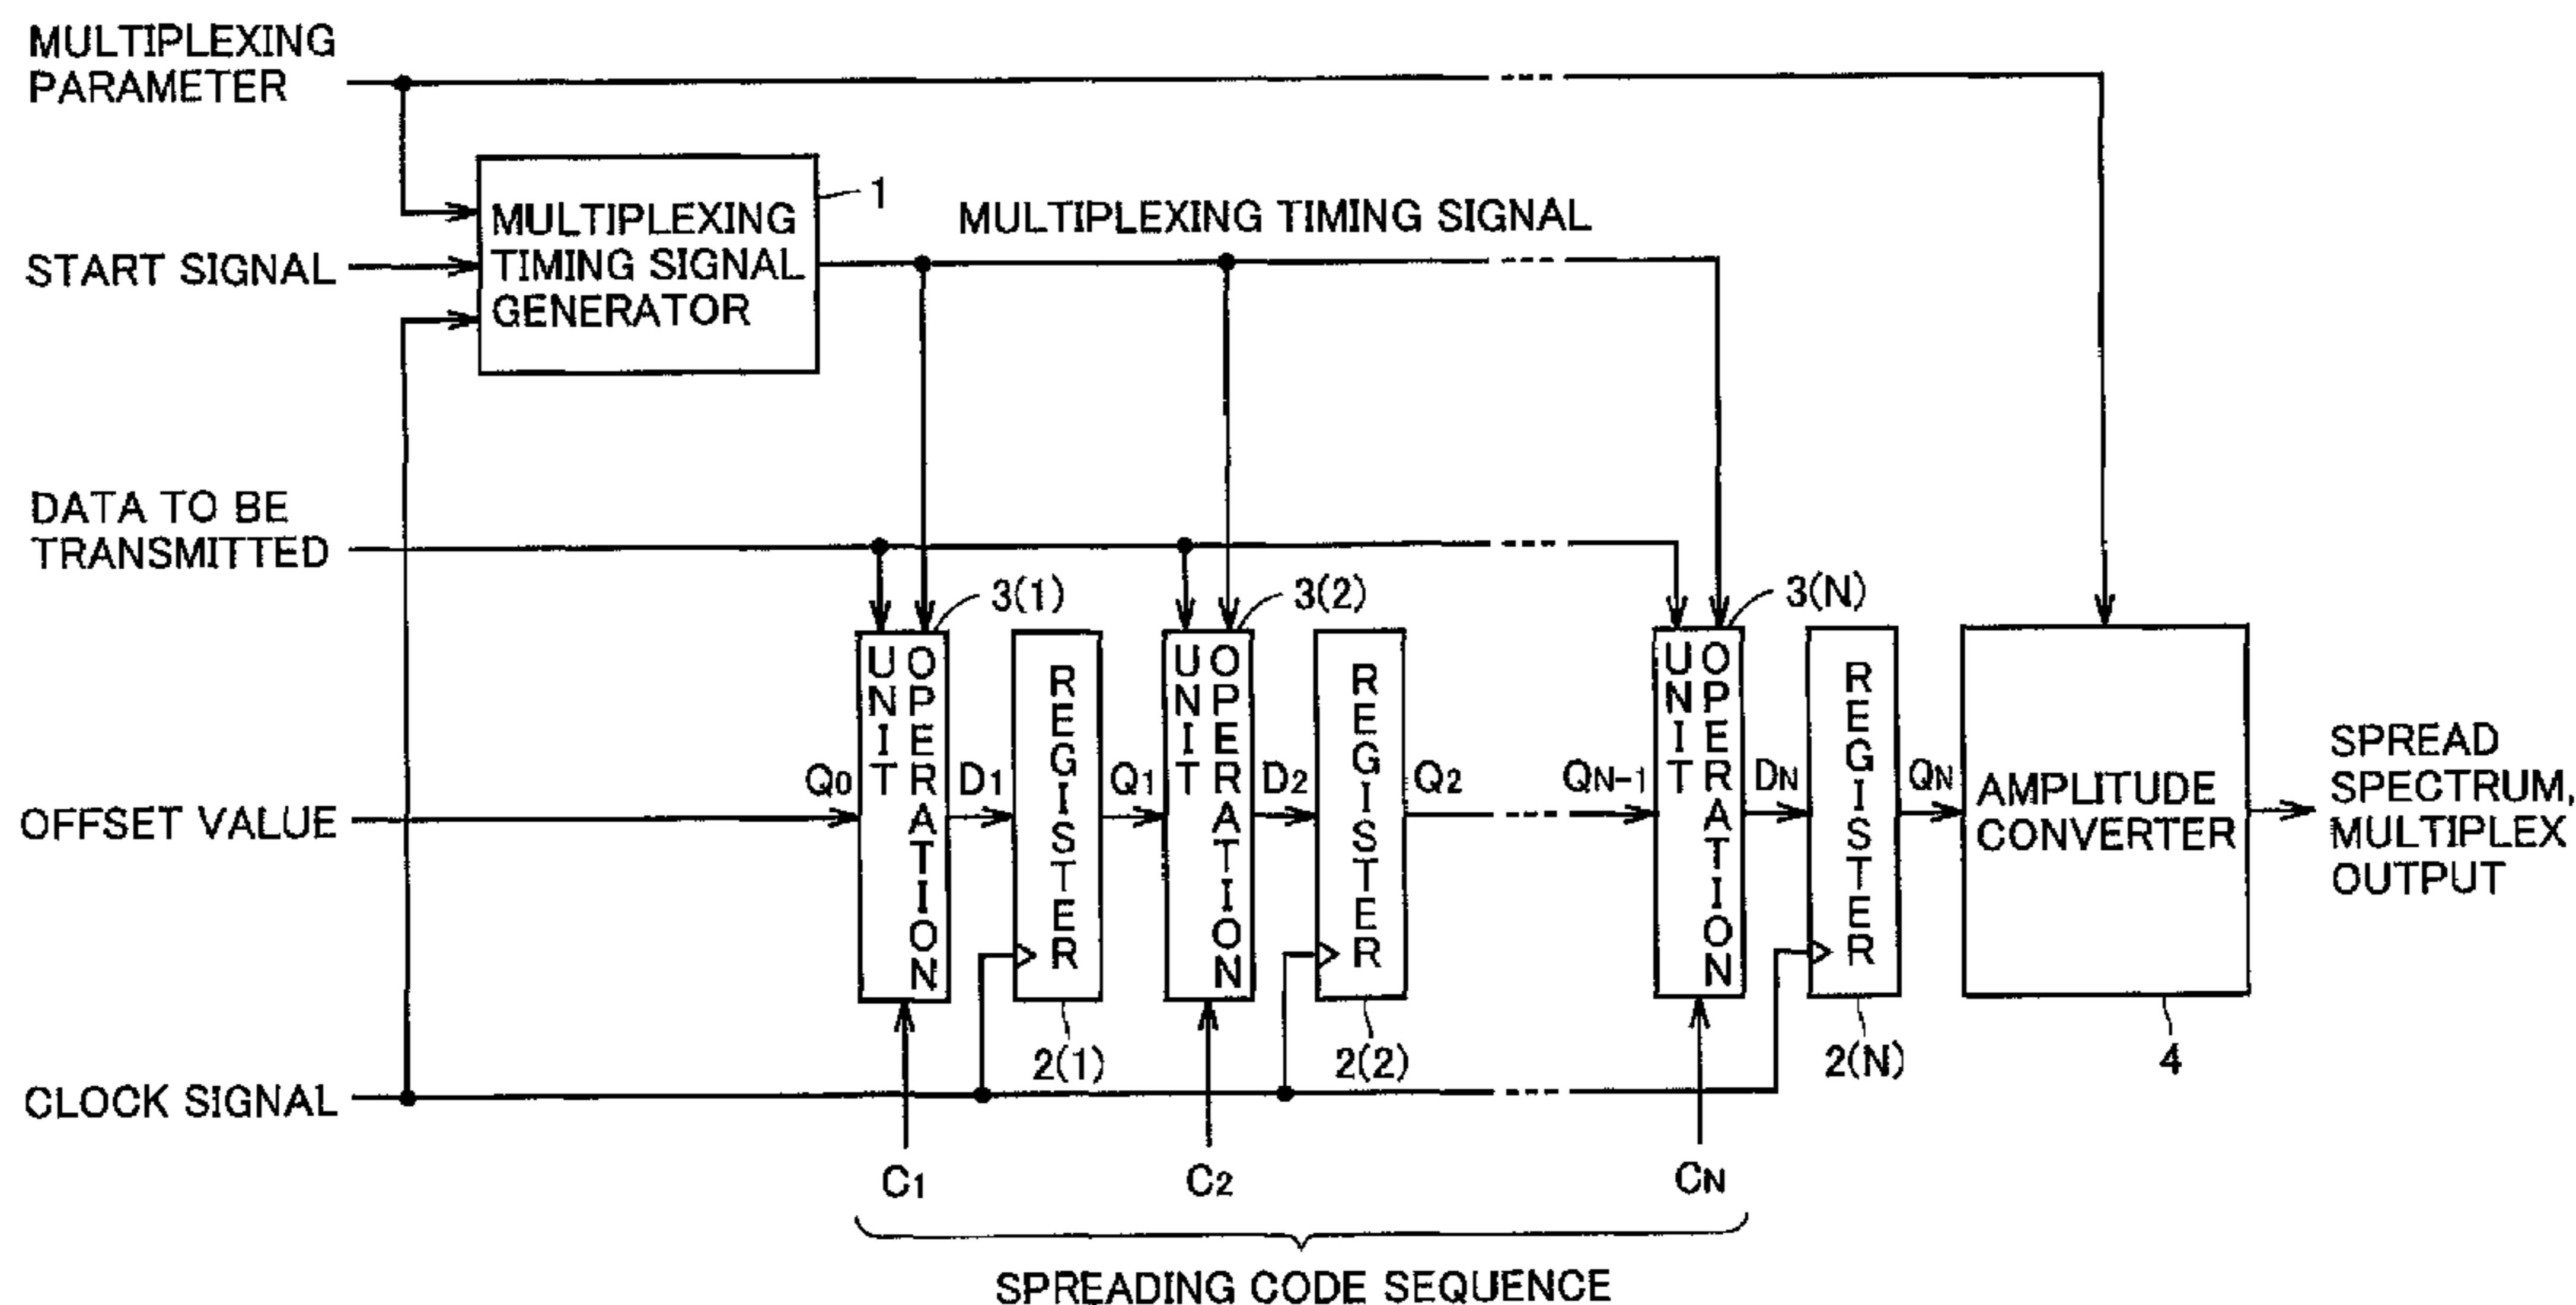 MULTIPLEXING
PARAMETER
1
MULTIPLEXING
TIMING SIGNAL
GENERATOR
MULTIPLEXING TIMING SIGNAL
START SIGNAL
DATA TO BE
TRANSMITTED
3(1)
3(2)
3(N)
OFFSET VALUE
Q0
OPERATION
UNIT
D1
REGISTER
Q1
OPERATION
UNIT
D2
REGISTER
Q2
QN-1
OPERATION
UNIT
DN
REGISTER
QN
AMPLITUDE
CONVERTER
SPREAD
SPECTRUM,
MULTIPLEX
OUTPUT
2(1)
2(2)
2(N)
4
CLOCK SIGNAL
C1
C2
CN
SPREADING CODE SEQUENCE